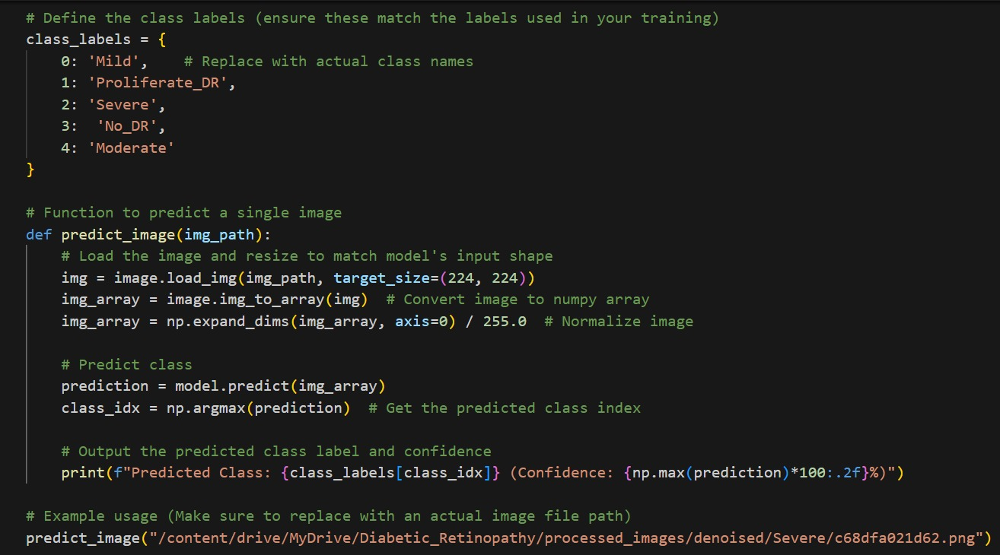 # Define the class labels (ensure these match the labels used in your training)
class_labels = {
    0: 'Mild',    # Replace with actual class names
    1: 'Proliferate_DR',
    2: 'Severe',
    3:  'No_DR',
    4: 'Moderate'
}

# Function to predict a single image
def predict_image(img_path):
    # Load the image and resize to match model's input shape
    img = image.load_img(img_path, target_size=(224, 224))
    img_array = image.img_to_array(img)  # Convert image to numpy array
    img_array = np.expand_dims(img_array, axis=0) / 255.0  # Normalize image

    # Predict class
    prediction = model.predict(img_array)
    class_idx = np.argmax(prediction)  # Get the predicted class index

    # Output the predicted class label and confidence
    print(f"Predicted Class: {class_labels[class_idx]} (Confidence: {np.max(prediction)*100:.2f}%)")

# Example usage (Make sure to replace with an actual image file path)
predict_image("/content/drive/MyDrive/Diabetic_Retinopathy/processed_images/denoised/Severe/c68dfa021d62.png")